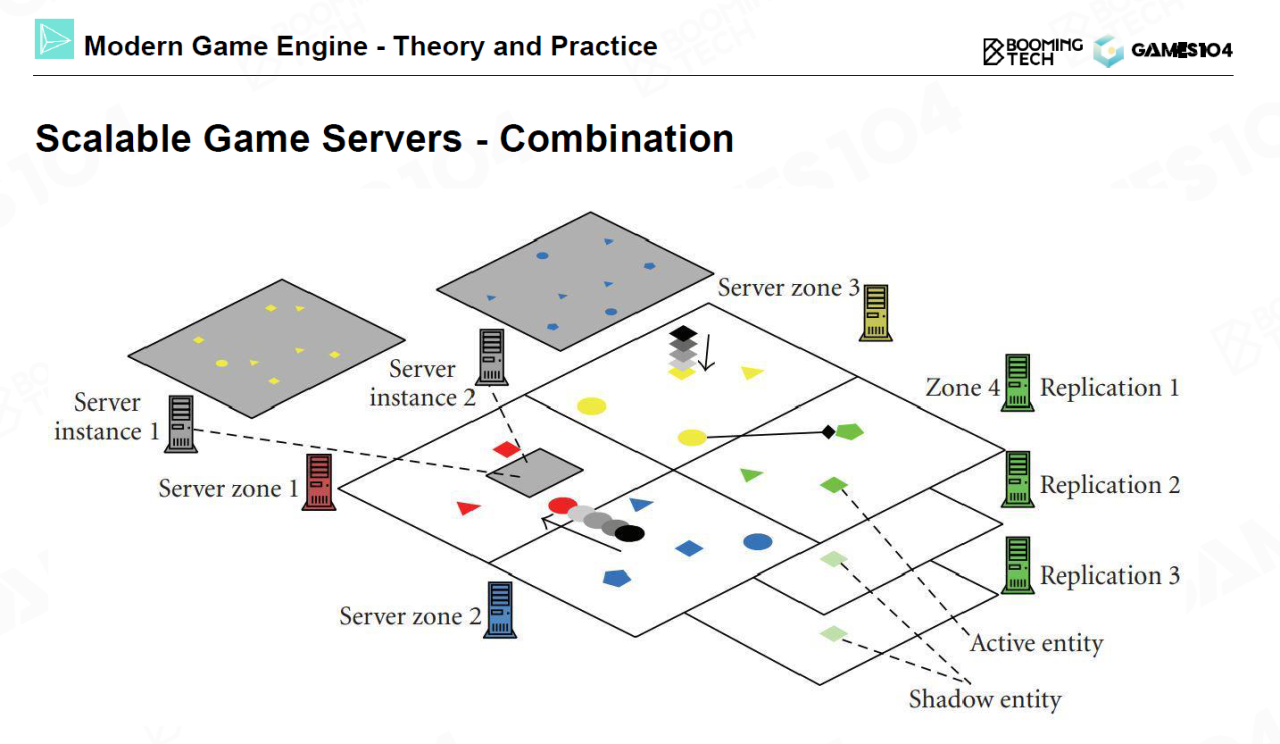 Modern Game Engine - Theory and Practice
BOOMING
TECH
GAMES104
Scalable Game Servers - Combination
Server zone 3
Server
instance 2
Zone 4
Replication 1
Server
instance 1
Server zone 1
Replication 2
Replication 3
Server zone 2
Active entity
Shadow entity